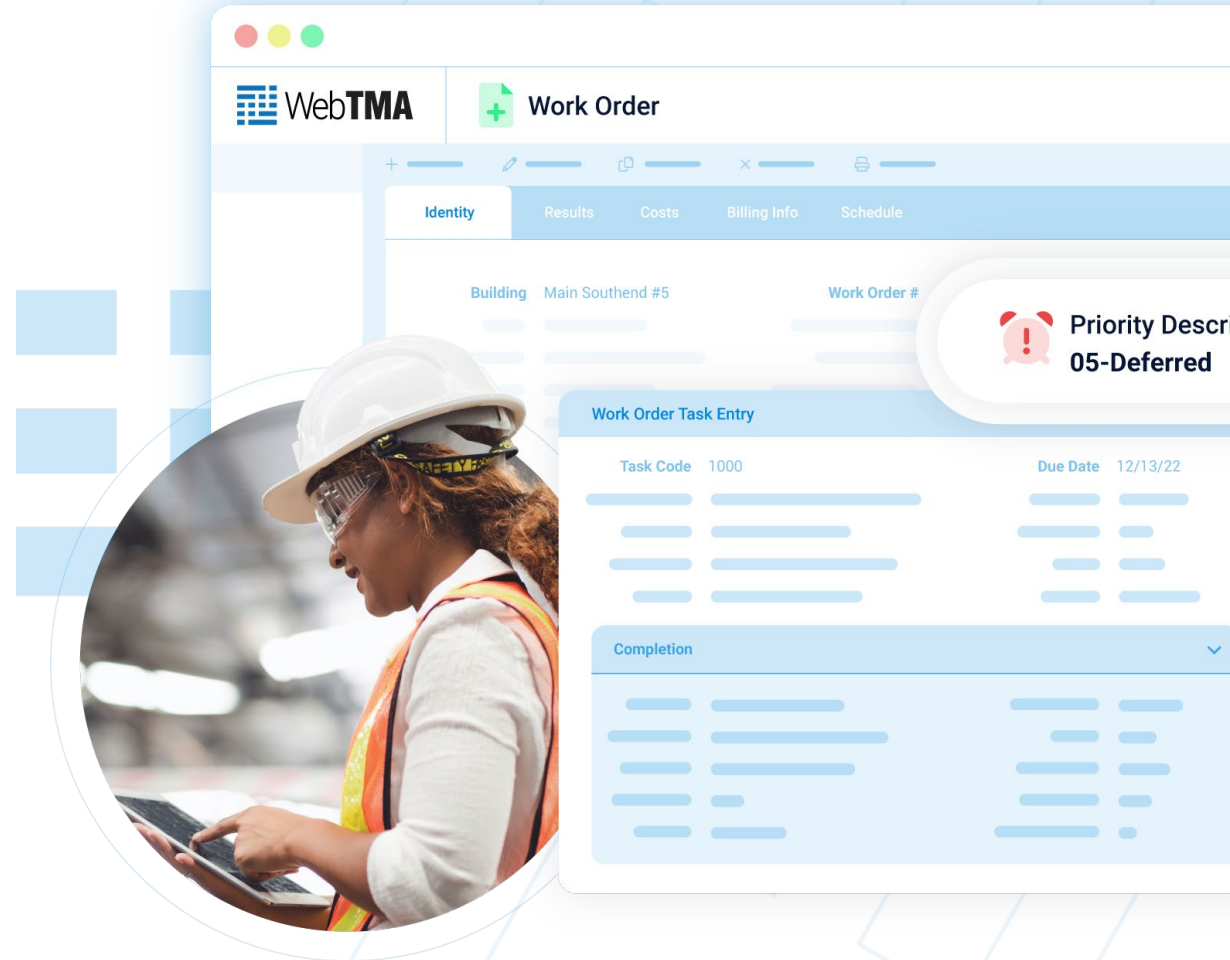 WebTMA
Work Order
Identity Results Costs Billing Info Schedule
Building Main Southend #5 Work Order #
Priority Descri
05-Deferred
Work Order Task Entry
Task Code 1000 Due Date 12/13/22
Completion